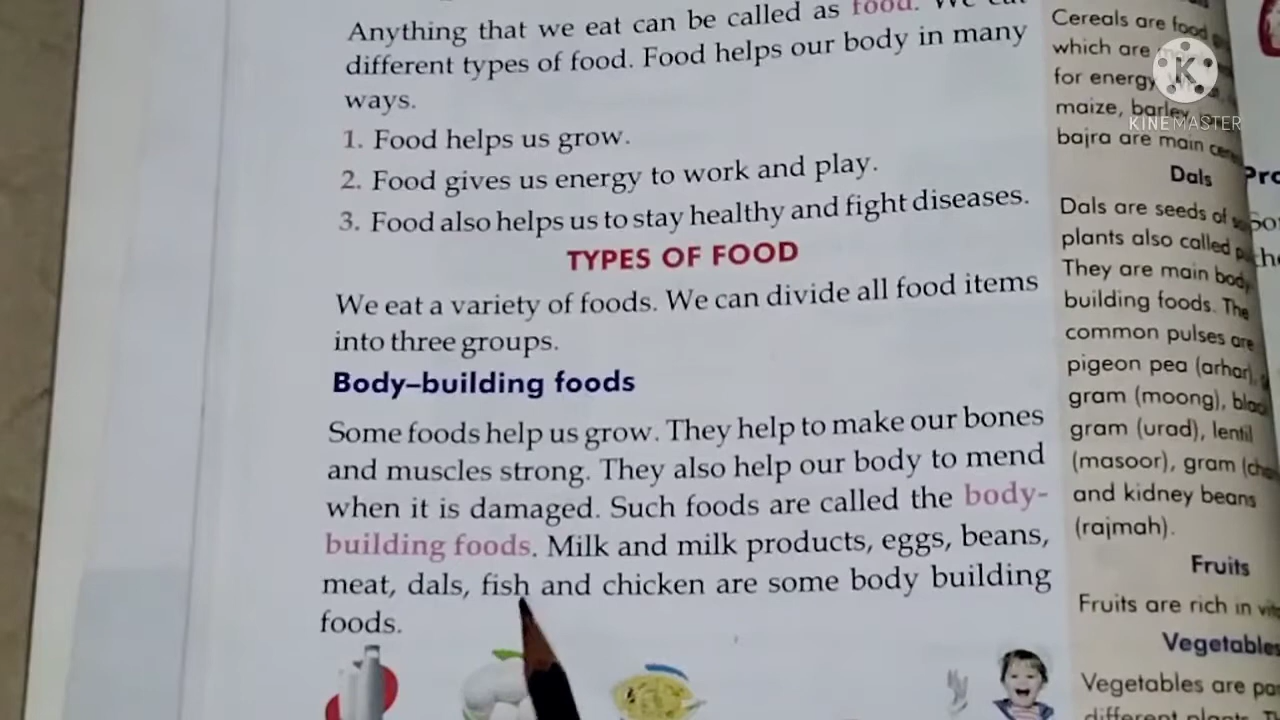 Anything that we eat can be called as food. We eat
different types of food. Food helps our body in many
ways.
1. Food helps us grow.
2. Food gives us energy to work and play.
3. Food also helps us to stay healthy and fight diseases.
TYPES OF FOOD
We eat a variety of foods. We can divide all food items
into three groups.
Body–building foods
Some foods help us grow. They help to make our bones
and muscles strong. They also help our body to mend
when it is damaged. Such foods are called the body-
building foods. Milk and milk products, eggs, beans,
meat, dals, fish and chicken are some body building
foods.
Cereals are food
which are
for energy
maize, barley
bajra are main
Dals
Dals are seeds of
plants also called
They are main body
building foods. The
common pulses are
pigeon pea (arhar),
gram (moong),
gram (urad), lentil
(masoor), gram
and kidney beans
(rajmah).
Fruits
Fruits are rich in
Vegetables
Vegetables are
different plants.
KINEMASTER